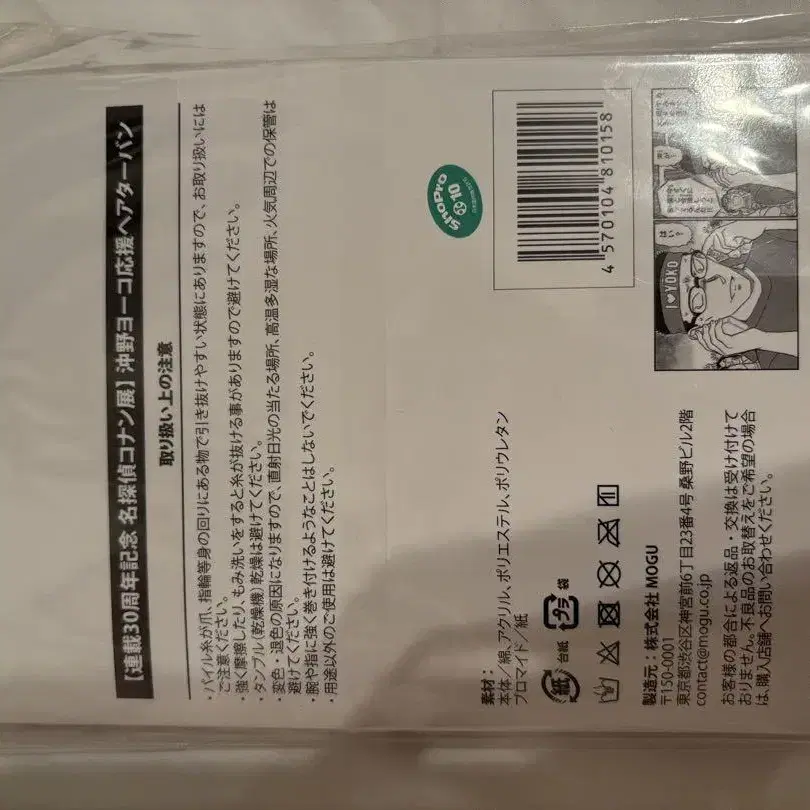 【連載30周年記念 名探偵コナン展】沖野ヨーコ応援ヘアターバン
取り扱い上の注意
・パイル糸が爪、指輪等身の回りにある物で引き抜けやすい状態にありますので、お取り扱いには
ご注意ください。
・強く摩擦したり、もみ洗いをすると糸が抜ける事がありますので避けてください。
・タンブル(乾燥機)乾燥は避けてください。
・変色・退色の原因になりますので、直射日光の当たる場所、高温多湿な場所、火気周辺での保管は
避けてください。
・腕や指に強く巻き付けるようなことはしないでください。
・用途以外のご使用は避けてください。
ShoPro
10
4 570104 810158
素材：
本体／綿、アクリル、ポリエステル、ポリウレタン
ブロマイド／紙
紙 台紙 プラ 袋
製造元：株式会社 MOGU
〒150-0001
東京都渋谷区神宮前6丁目23番4号 桑野ビル2階
contact@mogu.co.jp
お客様の都合による返品・交換は受け付けて
おりません。不良品のお取替えをご希望の場合
は、購入店舗へお問い合わせください。
はい！
I♥YOKO